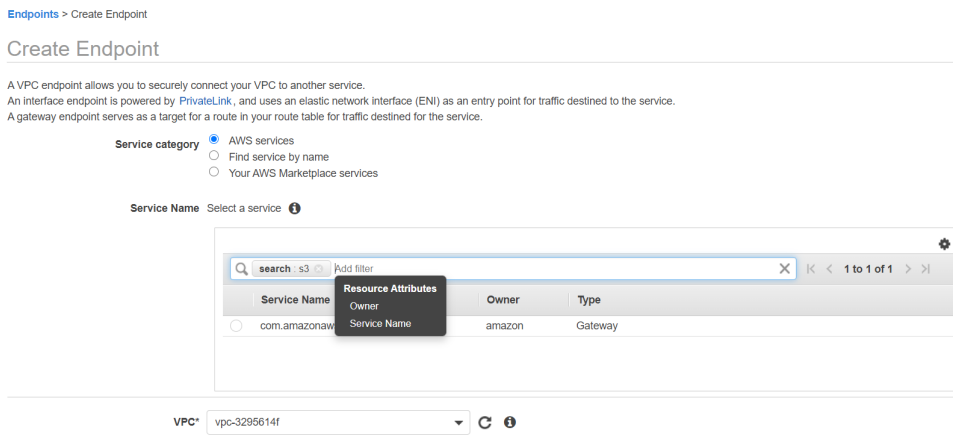 Endpoints > Create Endpoint
Create Endpoint
A VPC endpoint allows you to securely connect your VPC to another service.
An interface endpoint is powered by PrivateLink, and uses an elastic network interface (ENI) as an entry point for traffic destined to the service.
A gateway endpoint serves as a target for a route in your route table for traffic destined for the service.
Service category AWS services
Find service by name
Your AWS Marketplace services
Service Name Select a service
search : s3 Add filter 1 to 1 of 1
Resource Attributes
Owner
Service Name
Service Name Owner Type
com.amazonaw amazon Gateway
VPC* vpc-3295614f